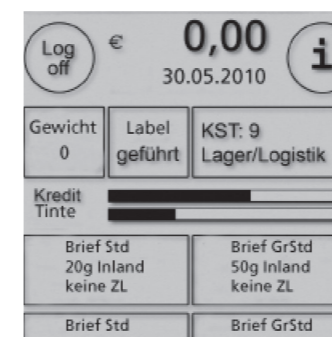 Log
off
€ 0,00
i
30.05.2010
Gewicht
0
Label
geführt
KST: 9
Lager/Logistik
Kredit
Tinte
Brief Std
20g Inland
keine ZL
Brief GrStd
50g Inland
keine ZL
Brief Std
Brief GrStd